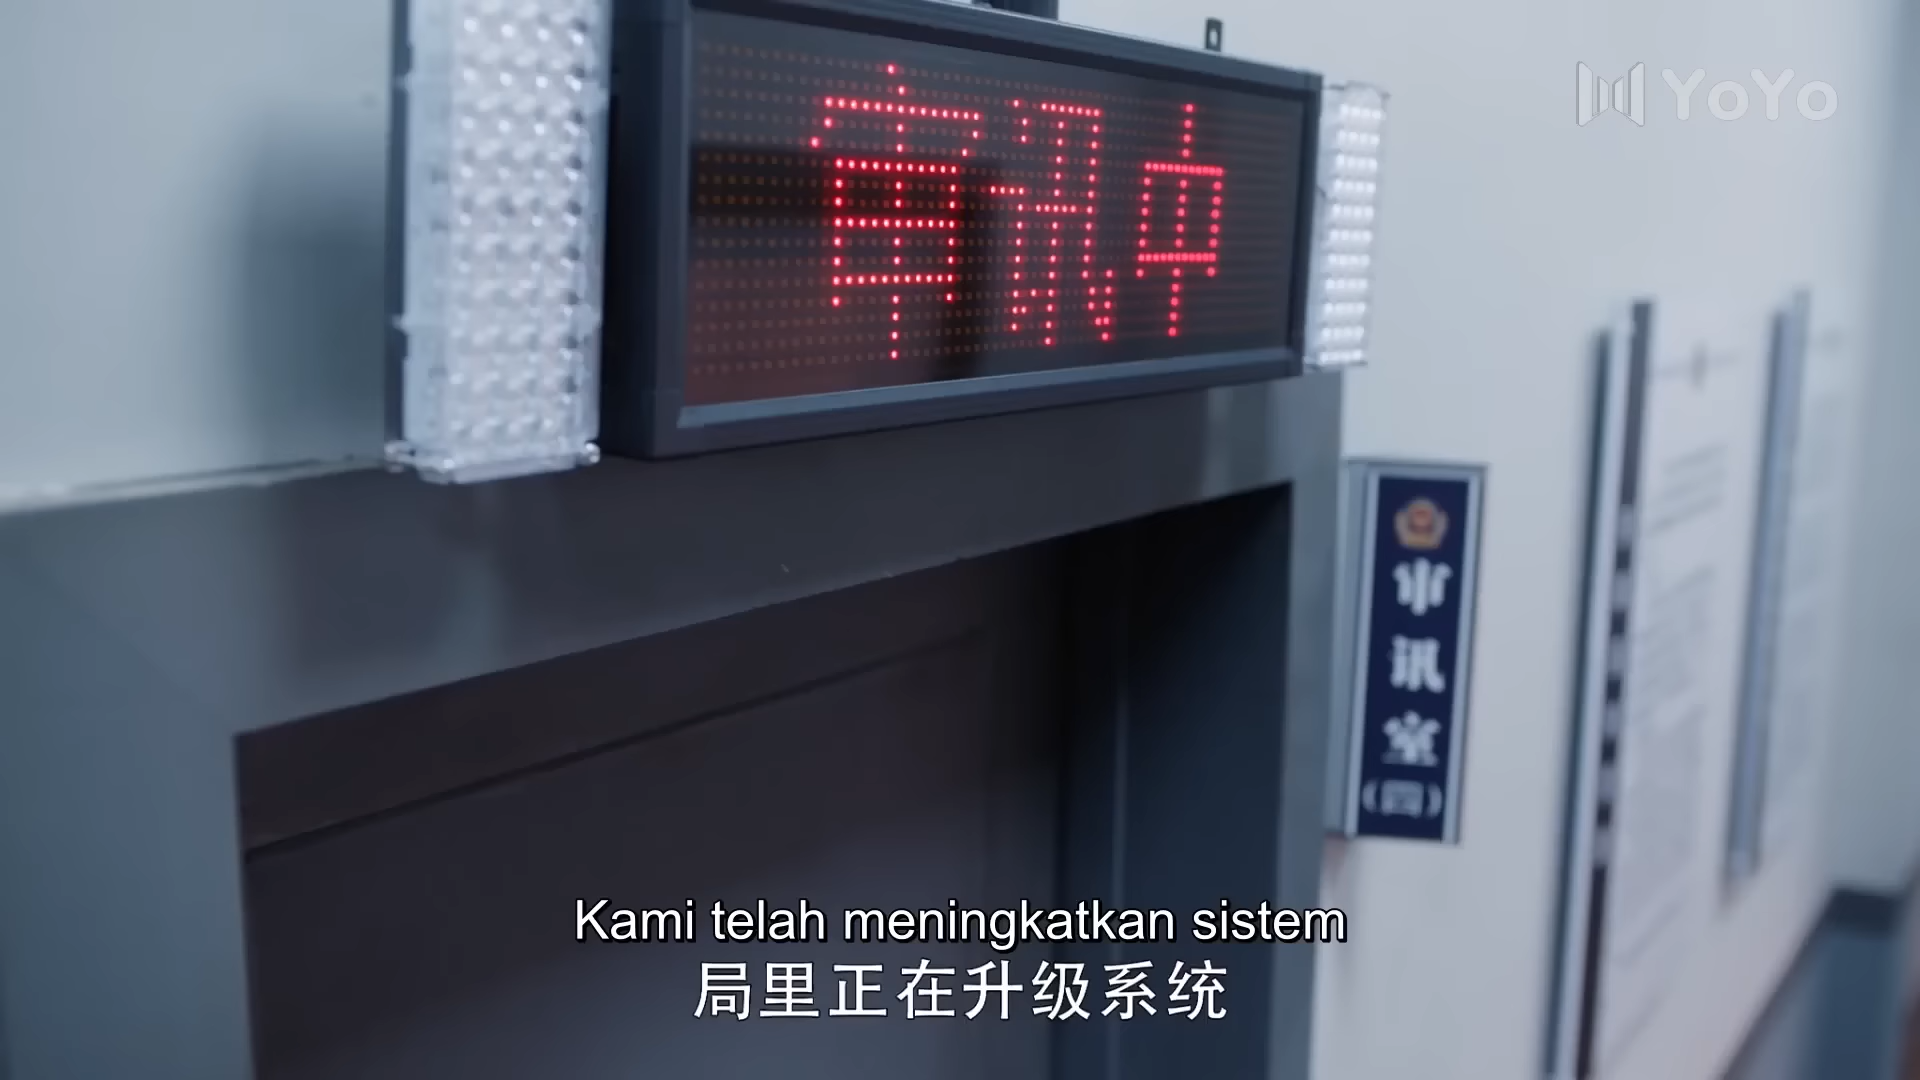 YoYo
审讯中
审
讯
室
(四)
Kami telah meningkatkan sistem
局里正在升级系统